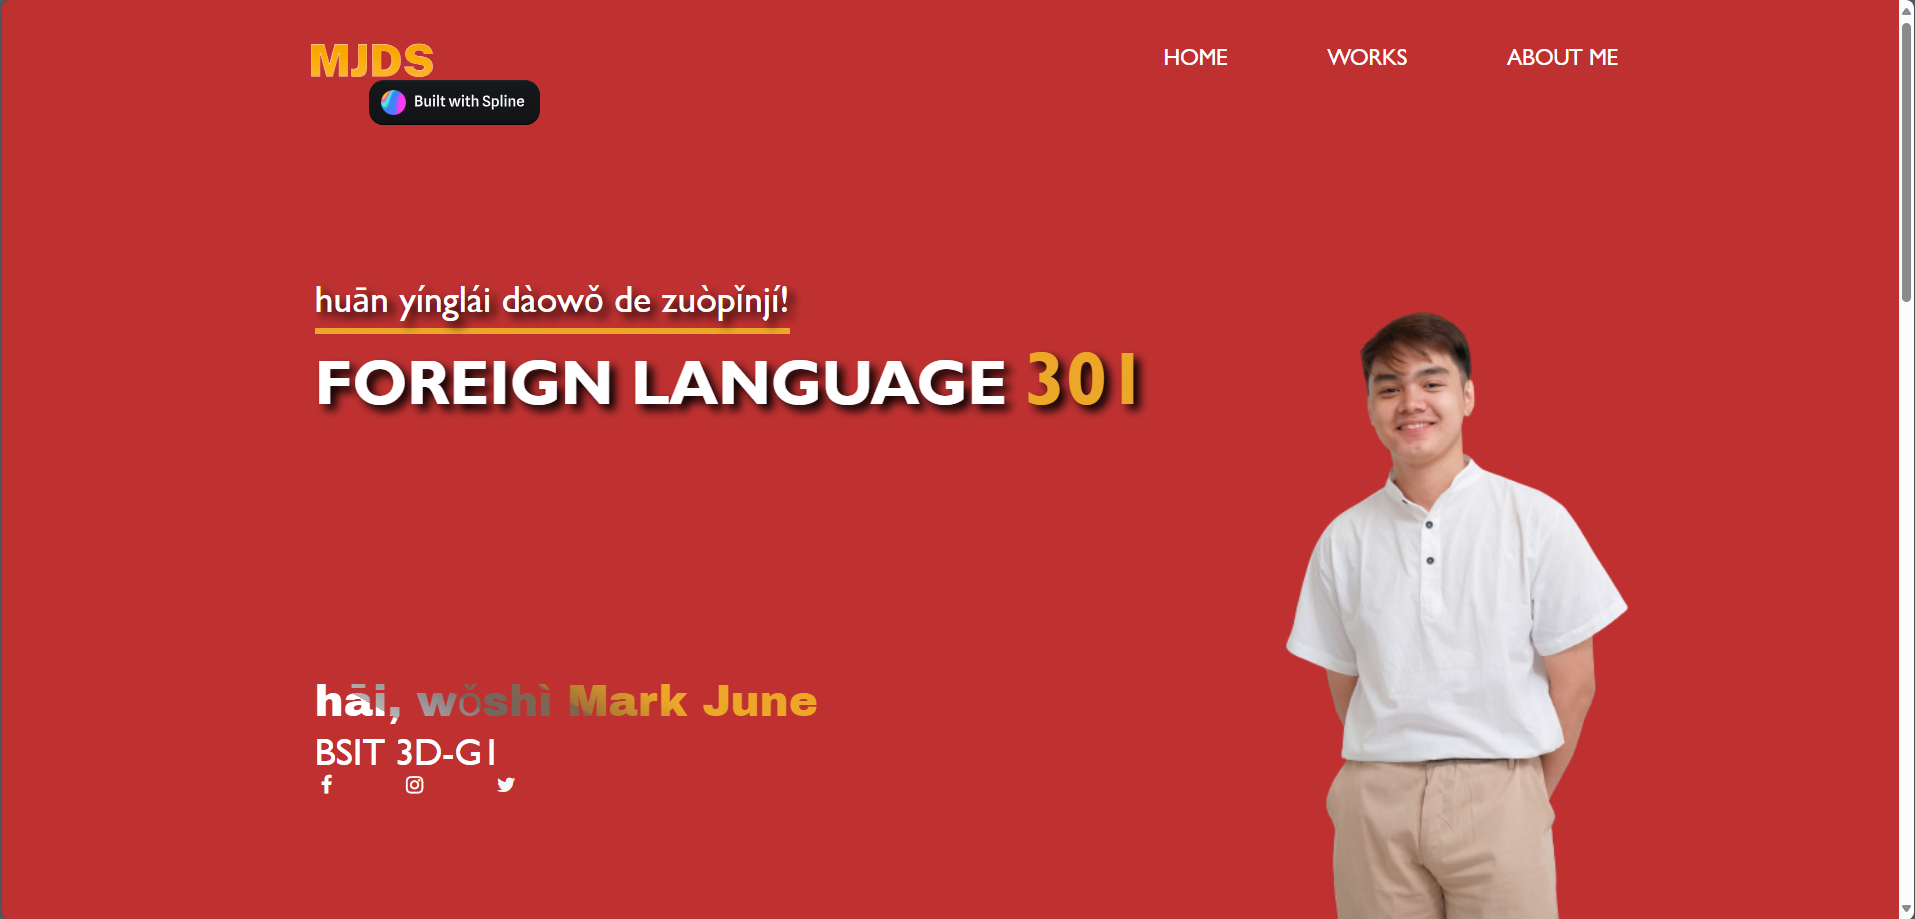 MJDS
HOME
WORKS
ABOUT ME
Built with Spline
huān yínglái dàowǒ de zuòpǐnjí!
FOREIGN LANGUAGE 301
hāi, wǒshì Mark June
BSIT 3D-G1